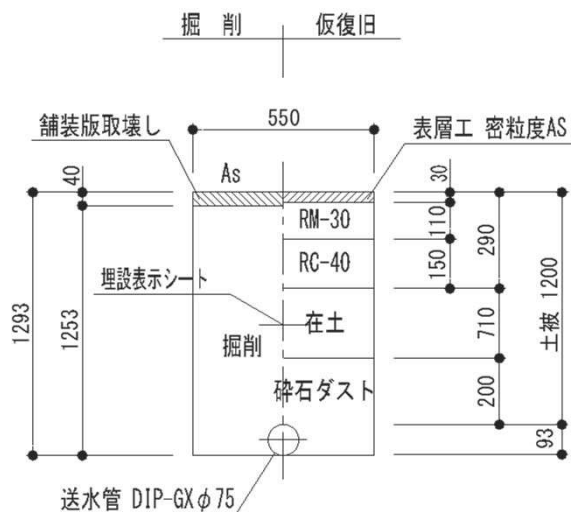 掘 削 仮復旧
550
舗装版取壊し
表層工 密粒度AS
As
40
30
RM-30
110
290
RC-40
150
埋設表示シート
土被 1200
1293
1253
在土
710
掘削
砕石ダスト
200
93
送水管 DIP-GXφ75